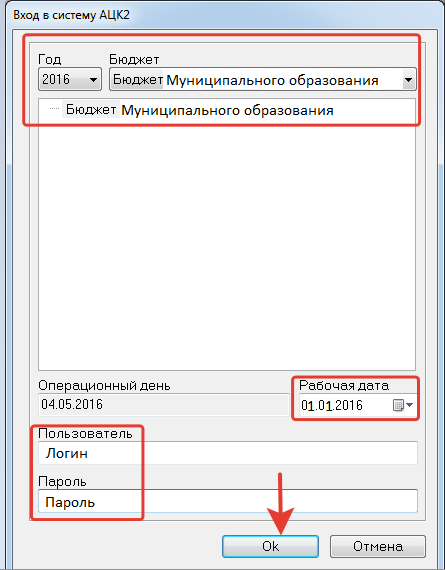 Вход в систему АЦК2
Год Бюджет
2016 Бюджет Муниципального образования
Бюджет Муниципального образования
Операционный день Рабочая дата
04.05.2016 01.01.2016
Пользователь
Логин
Пароль
Пароль
Ok Отмена